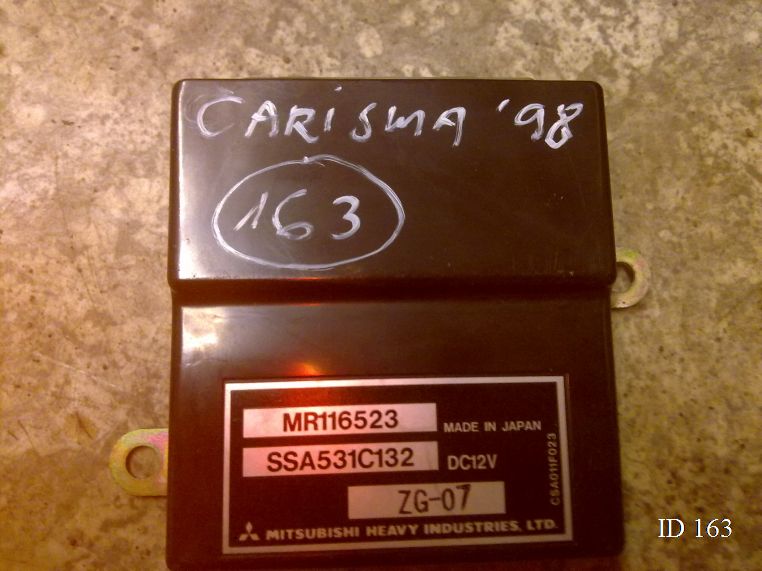 CARISMA '98
163
MR116523 MADE IN JAPAN
SSA531C132 DC12V
ZG-07
CSA011F023
MITSUBISHI HEAVY INDUSTRIES, LTD.
ID 163